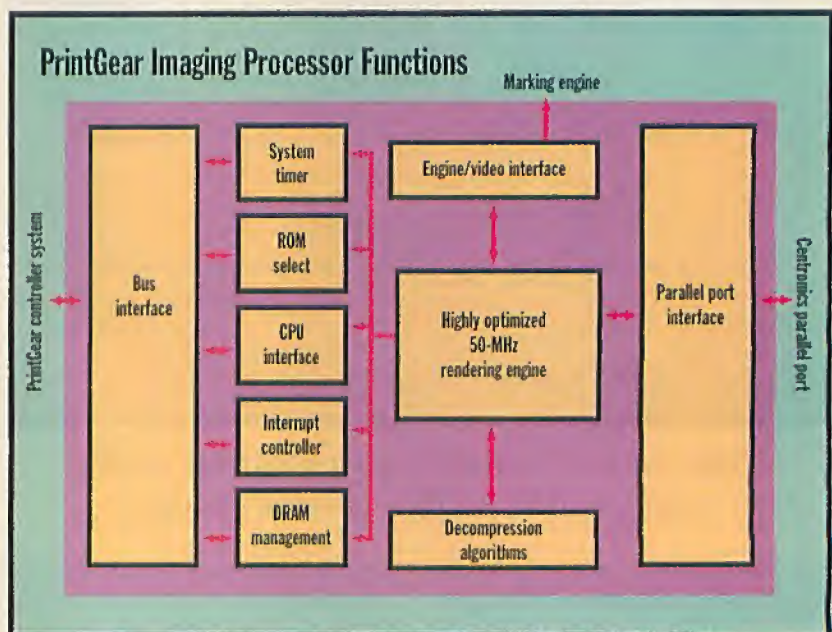 PrintGear Imaging Processor Functions
Marking engine
PrintGear controller system
Bus
interface
System
timer
ROM
select
CPU
interface
Interrupt
controller
DRAM
management
Engine/video interface
Highly optimized
50-MHz
rendering engine
Decompression
algorithms
Parallel port
interface
Centronics parallel port